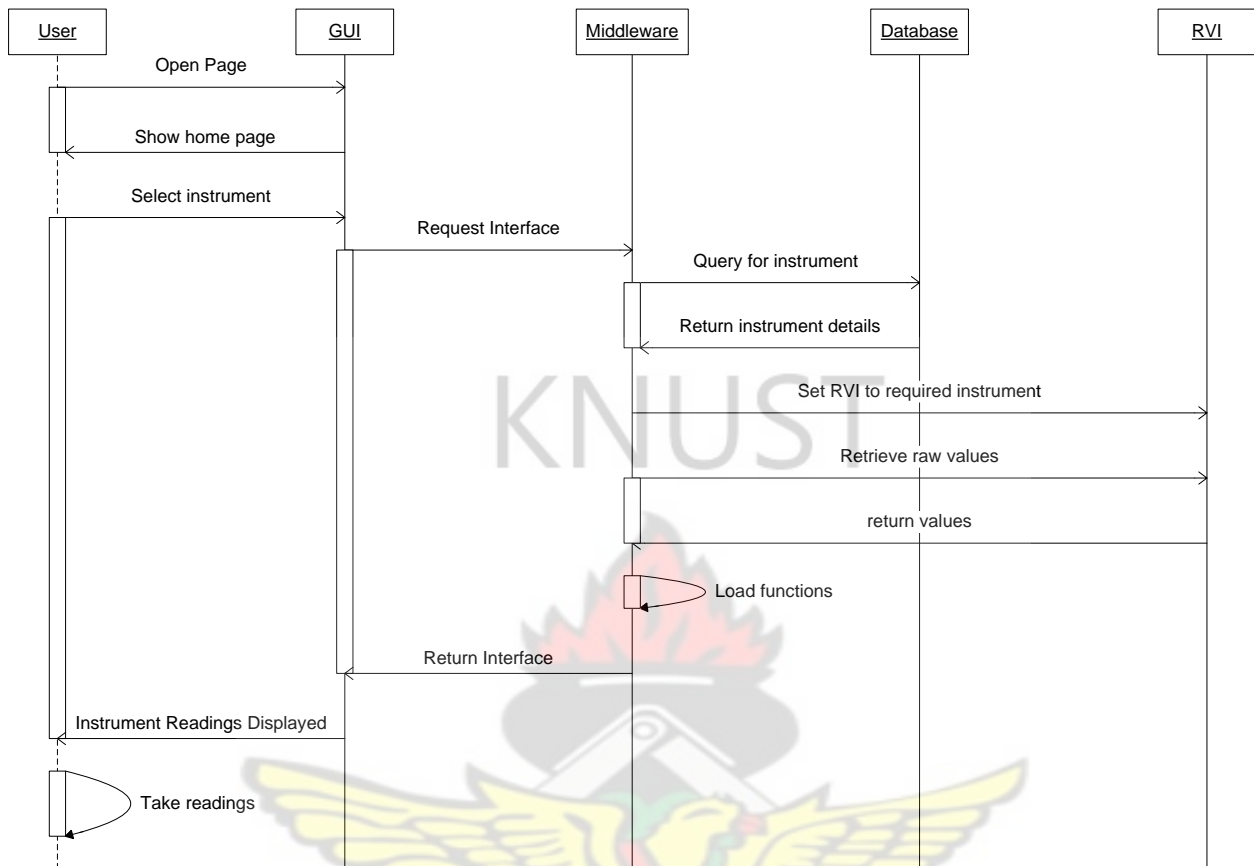 User
GUI
Middleware
Database
RVI
Open Page
Show home page
Select instrument
Request Interface
Query for instrument
Return instrument details
KNUST
Set RVI to required instrument
Retrieve raw values
return values
Load functions
Return Interface
Instrument Readings Displayed
Take readings